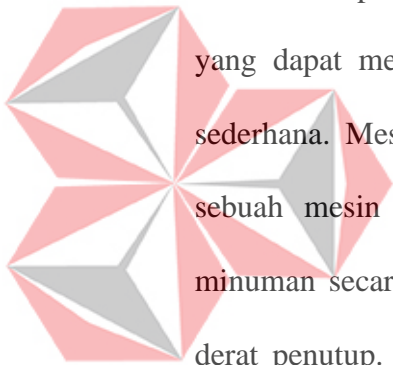 yang dapat me
sederhana. Mes
sebuah mesin
minuman secar
derat penutup.